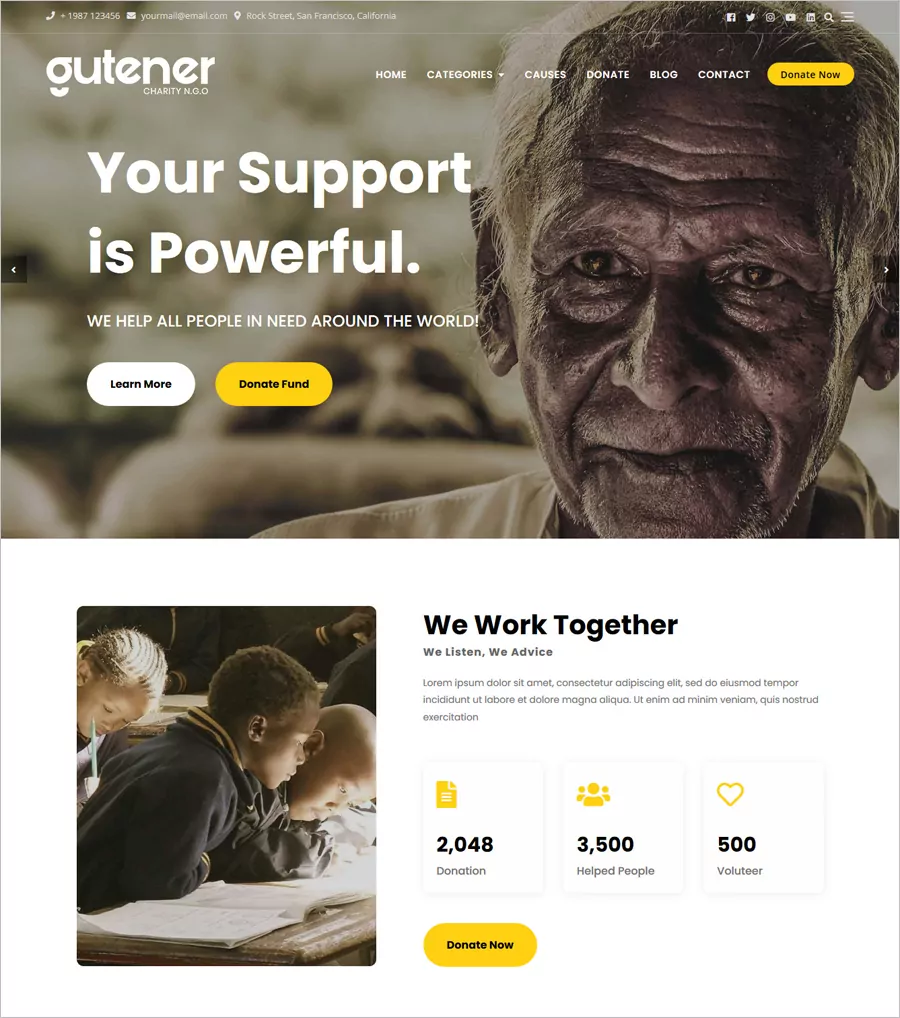 + 1987 123456 yourmail@email.com Rock Street, San Francisco, California
gutener
CHARITY N.G.O
HOME CATEGORIES CAUSES DONATE BLOG CONTACT Donate Now
Your Support
is Powerful.
WE HELP ALL PEOPLE IN NEED AROUND THE WORLD!
Learn More Donate Fund
We Work Together
We Listen, We Advice
Lorem ipsum dolor sit amet, consectetur adipiscing elit, sed do eiusmod tempor
incididunt ut labore et dolore magna aliqua. Ut enim ad minim veniam, quis nostrud
exercitation
2,048 3,500 500
Donation Helped People Voluteer
Donate Now